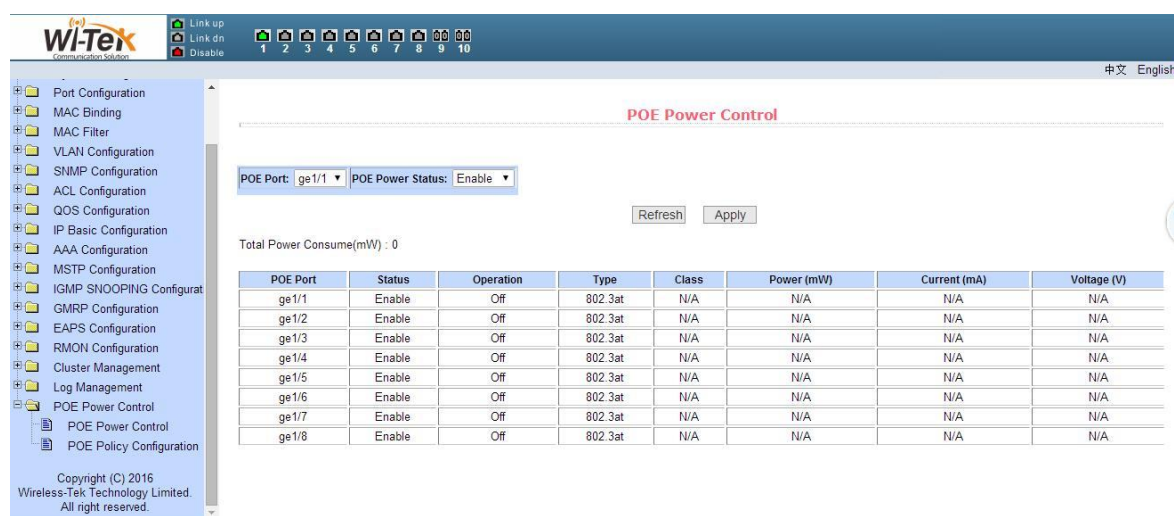 Wi-Tek
Communication Solution
Link up
Link dn
Disable
1 2 3 4 5 6 7 8 9 10
中文 English
Port Configuration
MAC Binding
MAC Filter
VLAN Configuration
SNMP Configuration
ACL Configuration
QOS Configuration
IP Basic Configuration
AAA Configuration
MSTP Configuration
IGMP SNOOPING Configurat
GMRP Configuration
EAPS Configuration
RMON Configuration
Cluster Management
Log Management
POE Power Control
POE Power Control
POE Policy Configuration
Copyright (C) 2016
Wireless-Tek Technology Limited.
All right reserved.
POE Power Control
POE Port: ge1/1 POE Power Status: Enable
Refresh Apply
Total Power Consume(mW) : 0
POE Port Status Operation Type Class Power (mW) Current (mA) Voltage (V)
ge1/1 Enable Off 802.3at N/A N/A N/A N/A
ge1/2 Enable Off 802.3at N/A N/A N/A N/A
ge1/3 Enable Off 802.3at N/A N/A N/A N/A
ge1/4 Enable Off 802.3at N/A N/A N/A N/A
ge1/5 Enable Off 802.3at N/A N/A N/A N/A
ge1/6 Enable Off 802.3at N/A N/A N/A N/A
ge1/7 Enable Off 802.3at N/A N/A N/A N/A
ge1/8 Enable Off 802.3at N/A N/A N/A N/A